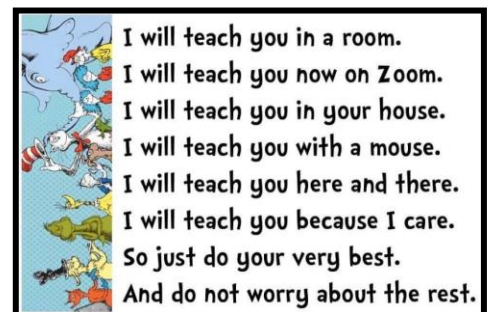 I will teach you in a room.
I will teach you now on Zoom.
I will teach you in your house.
I will teach you with a mouse.
I will teach you here and there.
I will teach you because I care.
So just do your very best.
And do not worry about the rest.